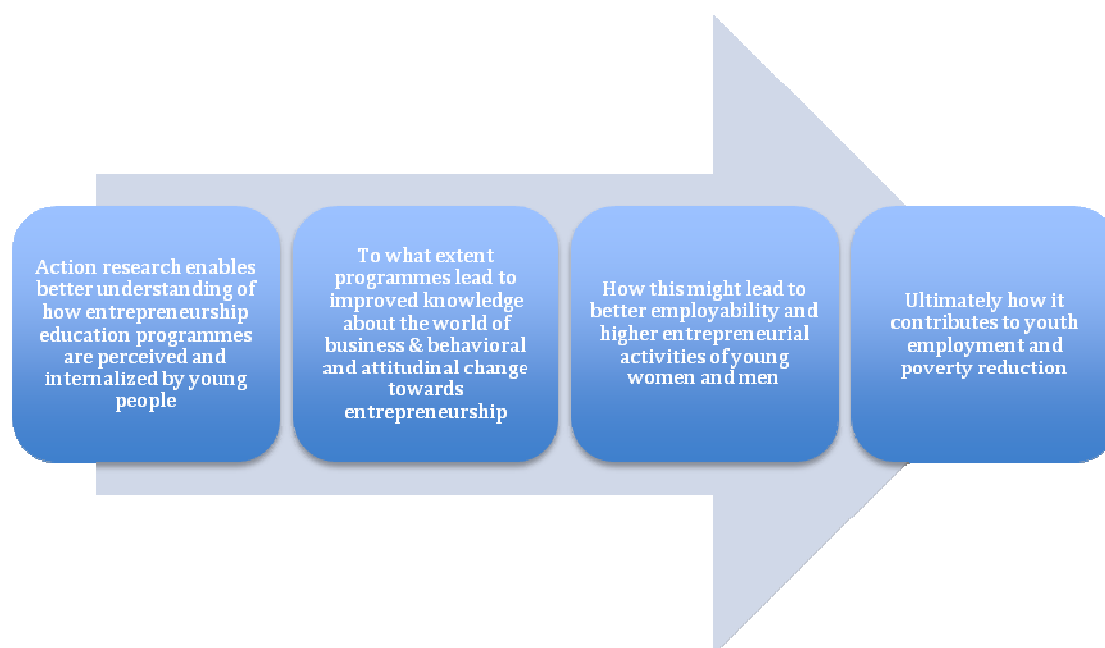 Action research enables
better understanding of
how entrepreneurship
education programmes
are perceived and
internalized by young
people
To what extent
programmes lead to
improved knowledge
about the world of
business & behavioral
and attitudinal change
towards
entrepreneurship
How this might lead to
better employability and
higher entrepreneurial
activities of young
women and men
Ultimately how it
contributes to youth
employment and
poverty reduction